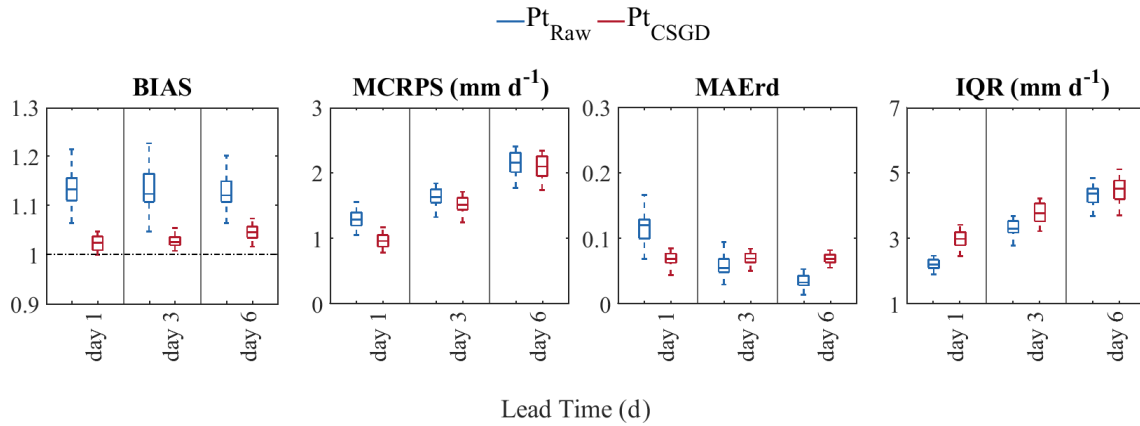 Pt_Raw Pt_CSGD
BIAS MCRPS (mm d⁻¹) MAErd IQR (mm d⁻¹)
1.3 3 0.3 7
1.2 2 0.2 5
1.1 1 0.1 3
1 0 0 1
0.9
day 1 day 3 day 6 day 1 day 3 day 6 day 1 day 3 day 6 day 1 day 3 day 6
Lead Time (d)